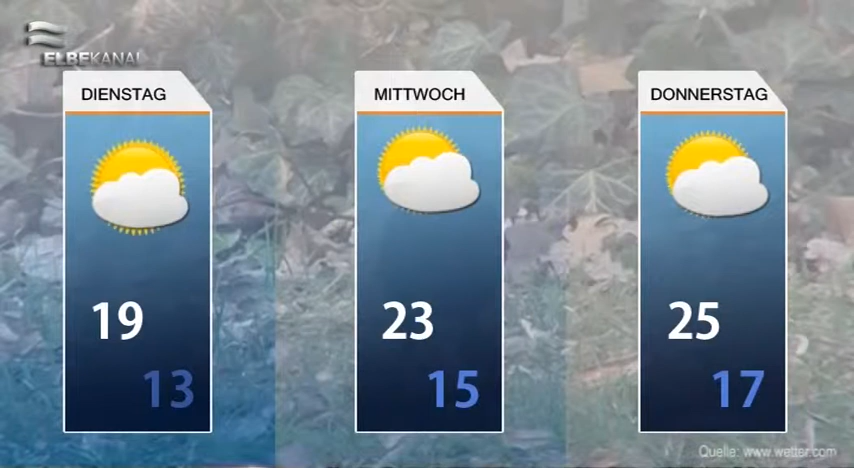 ELBEKANAL
DIENSTAG
MITTWOCH
DONNERSTAG
19
23
25
13
15
17
Quelle: www.wetter.com